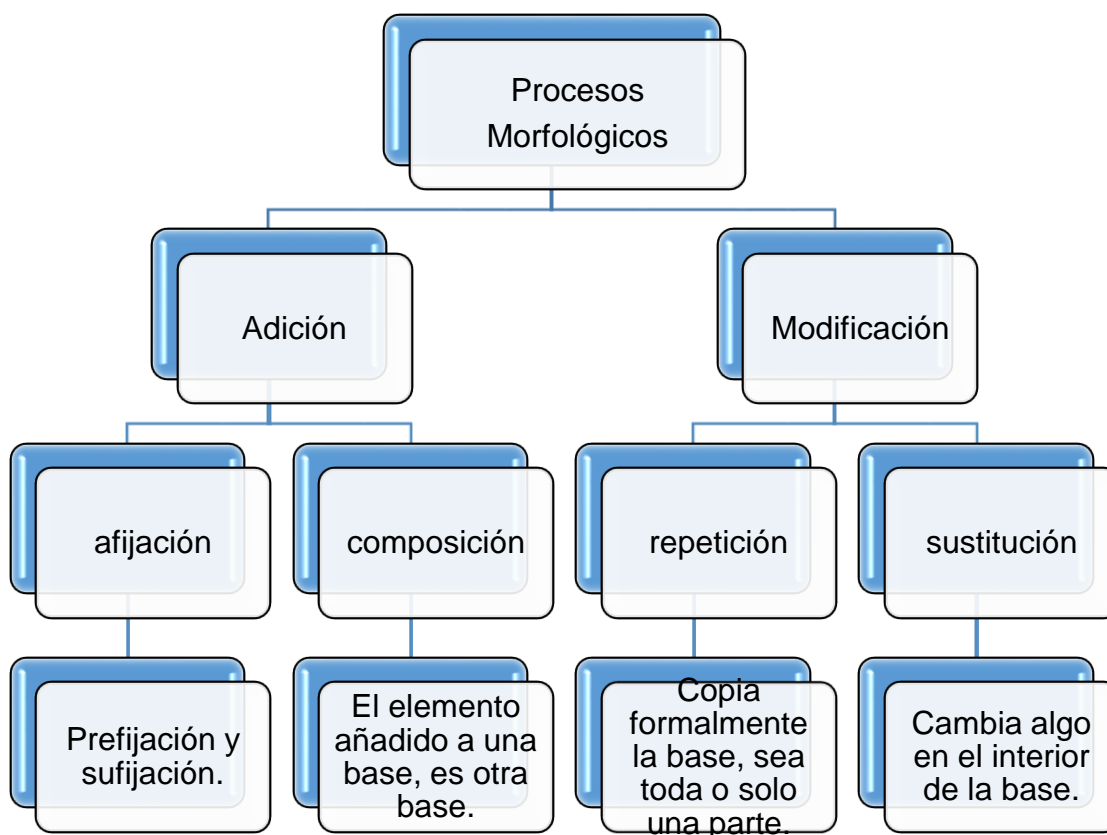 Procesos
Morfológicos
Adición
Modificación
afijación
composición
repetición
sustitución
Prefijación y
sufijación.
El elemento
añadido a una
base, es otra
base.
Copia
formalmente
la base, sea
toda o solo
una parte.
Cambia algo
en el interior
de la base.